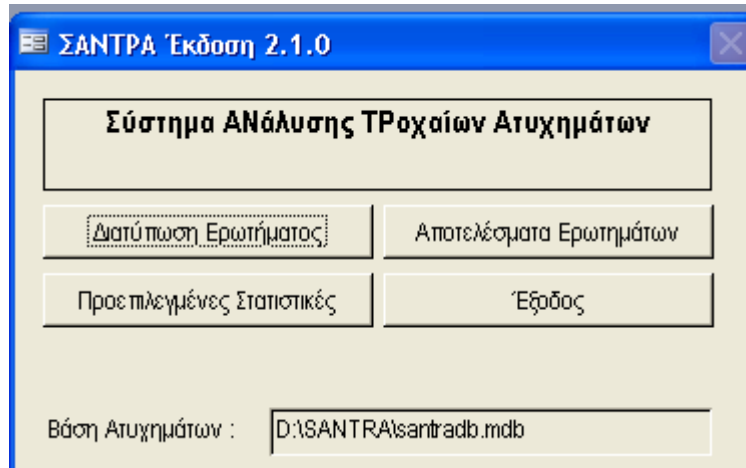 ΣΑΝΤΡΑ Έκδοση 2.1.0
Σύστημα ΑΝάλυσης ΤΡοχαίων Ατυχημάτων
Διατύπωση Ερωτήματος
Αποτελέσματα Ερωτημάτων
Προεπιλεγμένες Στατιστικές
Έξοδος
Βάση Ατυχημάτων : D:\SANTRA\santradb.mdb